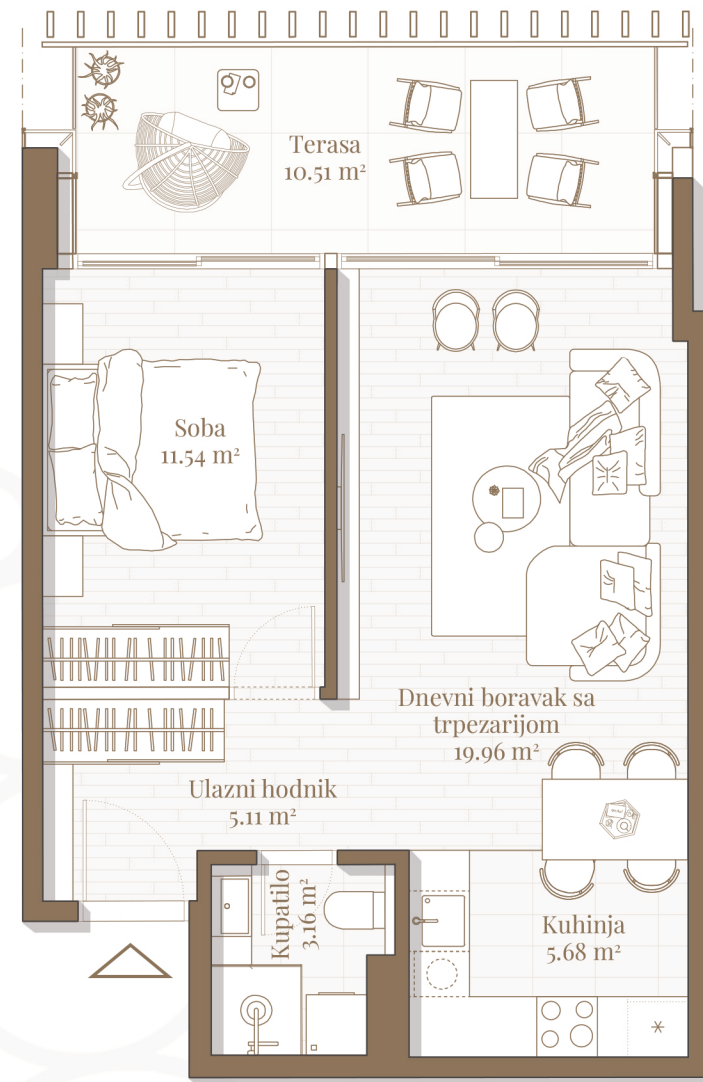 Terasa
10.51 m²
Soba
11.54 m²
Dnevni boravak sa
trpezarijom
19.96 m²
Ulazni hodnik
5.11 m²
Kupatilo
3.16 m²
Kuhinja
5.68 m²